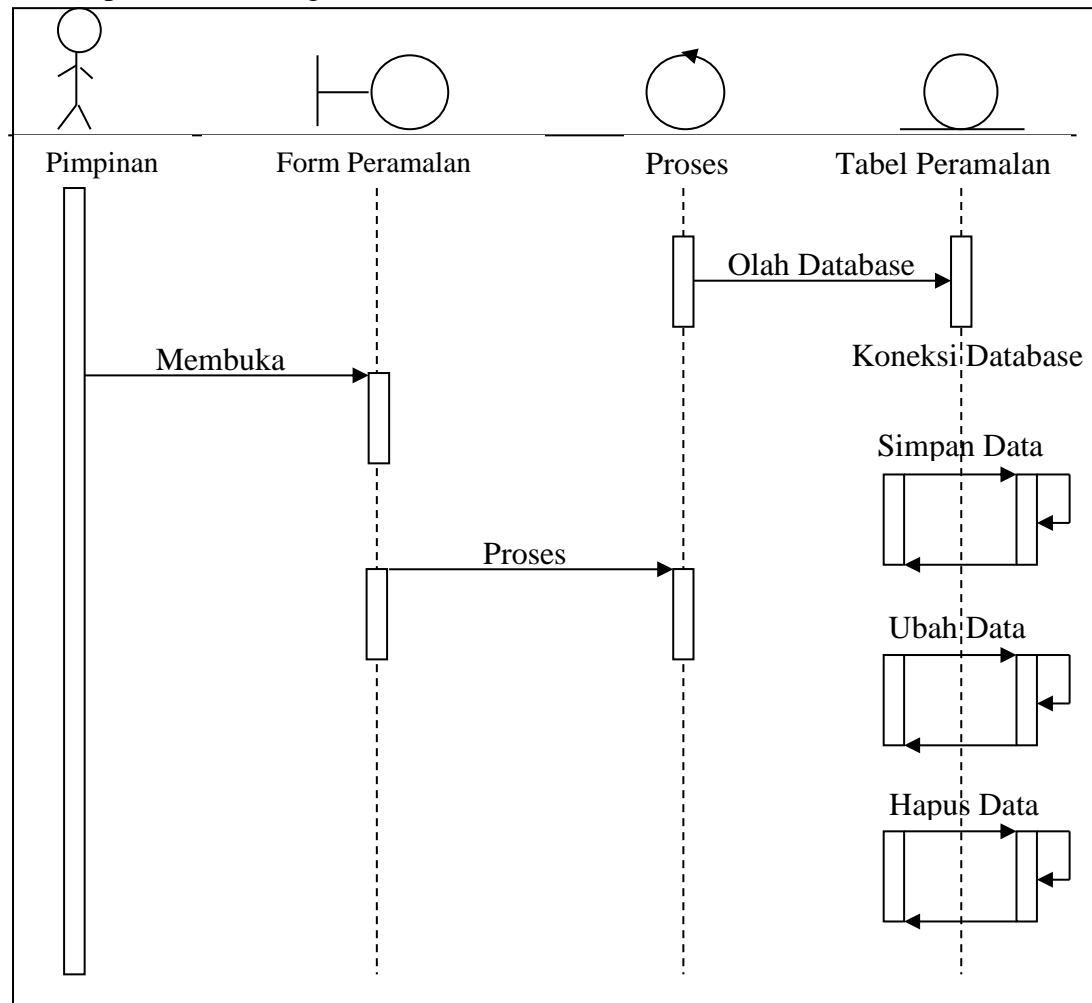 Pimpinan
Form Peramalan
Proses
Tabel Peramalan
Olah Database
Membuka
Koneksi Database
Simpan Data
Proses
Ubah Data
Hapus Data